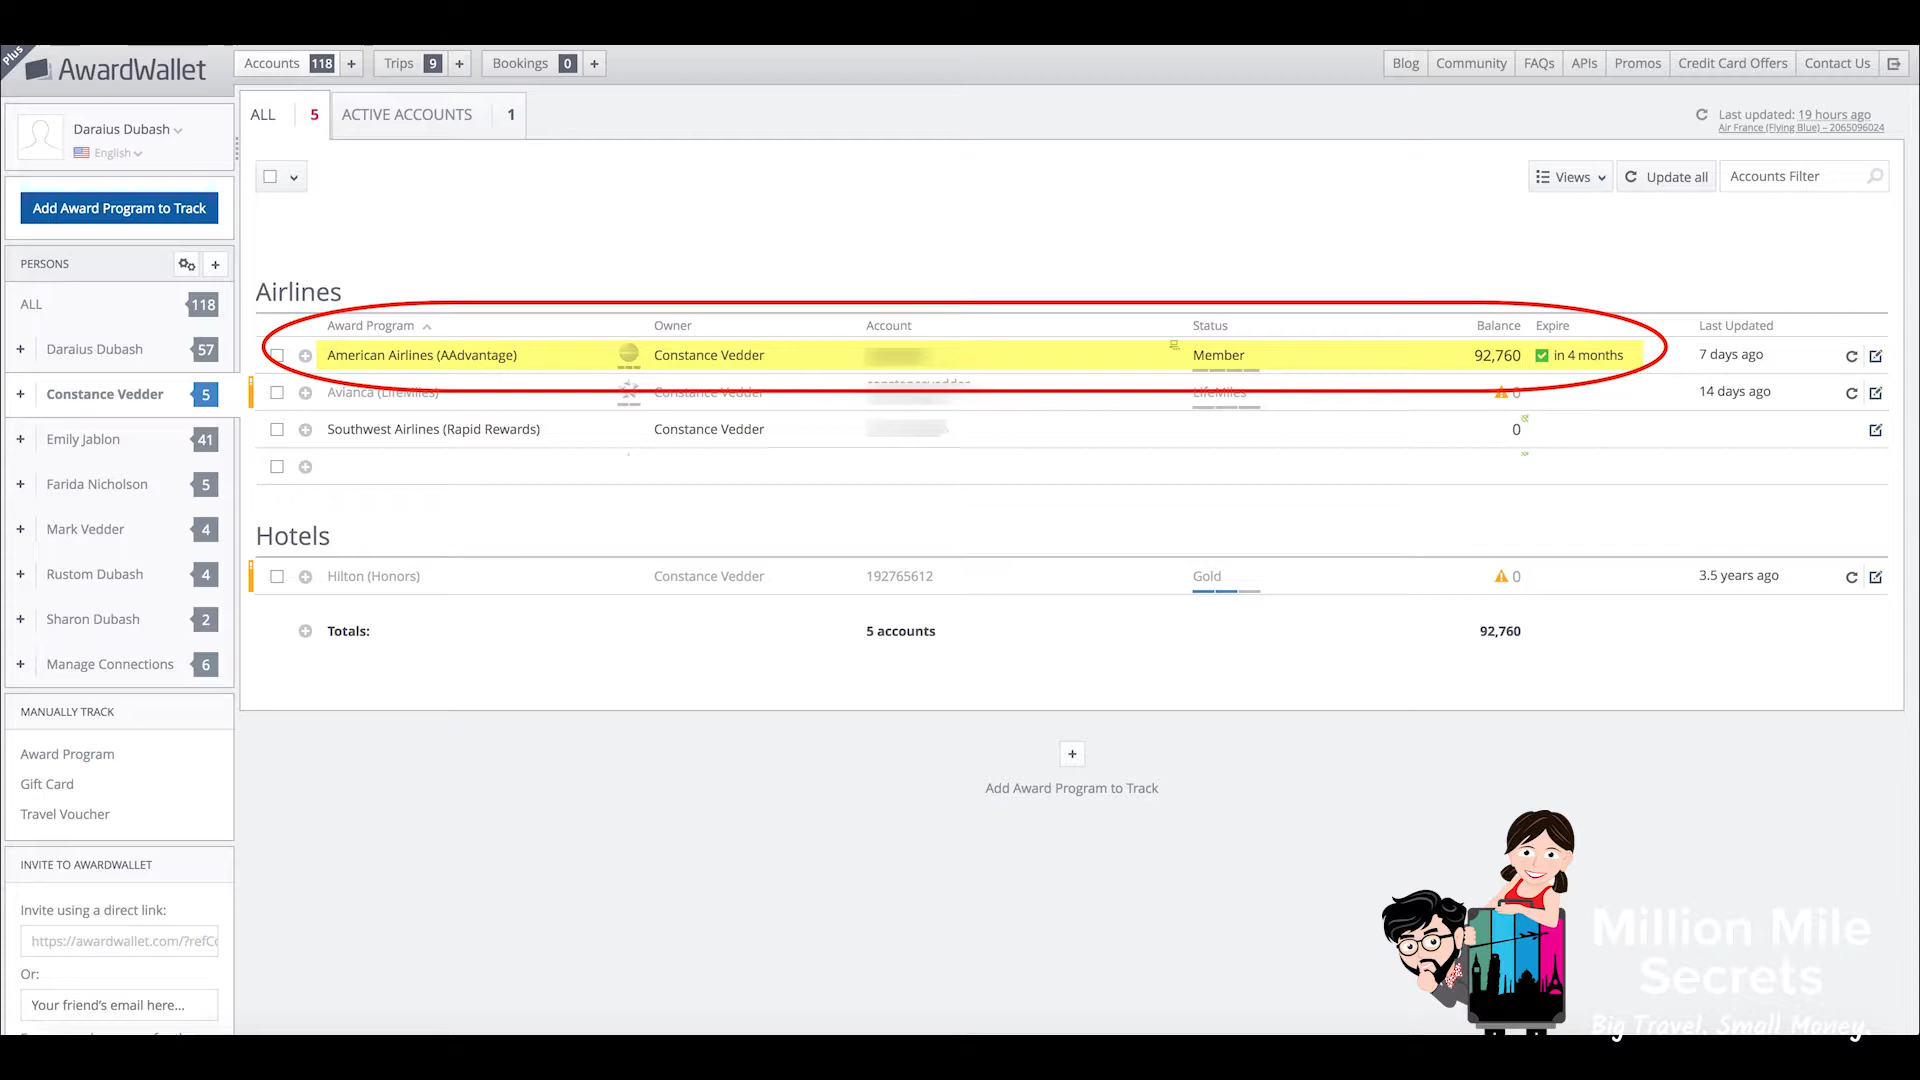 Plus
AwardWallet
Accounts 118 +
Trips 9 +
Bookings 0 +
Blog
Community
FAQs
APIs
Promos
Credit Card Offers
Contact Us
Daraius Dubash
English
Add Award Program to Track
PERSONS +
ALL 118
+ Daraius Dubash 57
+ Constance Vedder 5
+ Emily Jablon 41
+ Farida Nicholson 5
+ Mark Vedder 4
+ Rustom Dubash 4
+ Sharon Dubash 2
+ Manage Connections 6
MANUALLY TRACK
Award Program
Gift Card
Travel Voucher
INVITE TO AWARDWALLET
Invite using a direct link:
https://awardwallet.com/?refCo
Or:
Your friend's email here...
ALL 5
ACTIVE ACCOUNTS 1
Last updated: 19 hours ago
Air France (Flying Blue) – 2065096024
Views
Update all
Accounts Filter
Airlines
Award Program Owner Account Status Balance Expire Last Updated
American Airlines (AAdvantage) Constance Vedder Member 92,760 in 4 months 7 days ago
Avianca (LifeMiles) Constance Vedder LifeMiles 0 14 days ago
Southwest Airlines (Rapid Rewards) Constance Vedder 0
Hotels
Hilton (Honors) Constance Vedder 192765612 Gold 0 3.5 years ago
Totals: 5 accounts 92,760
+
Add Award Program to Track
Million Mile
Secrets
Big Travel. Small Money.